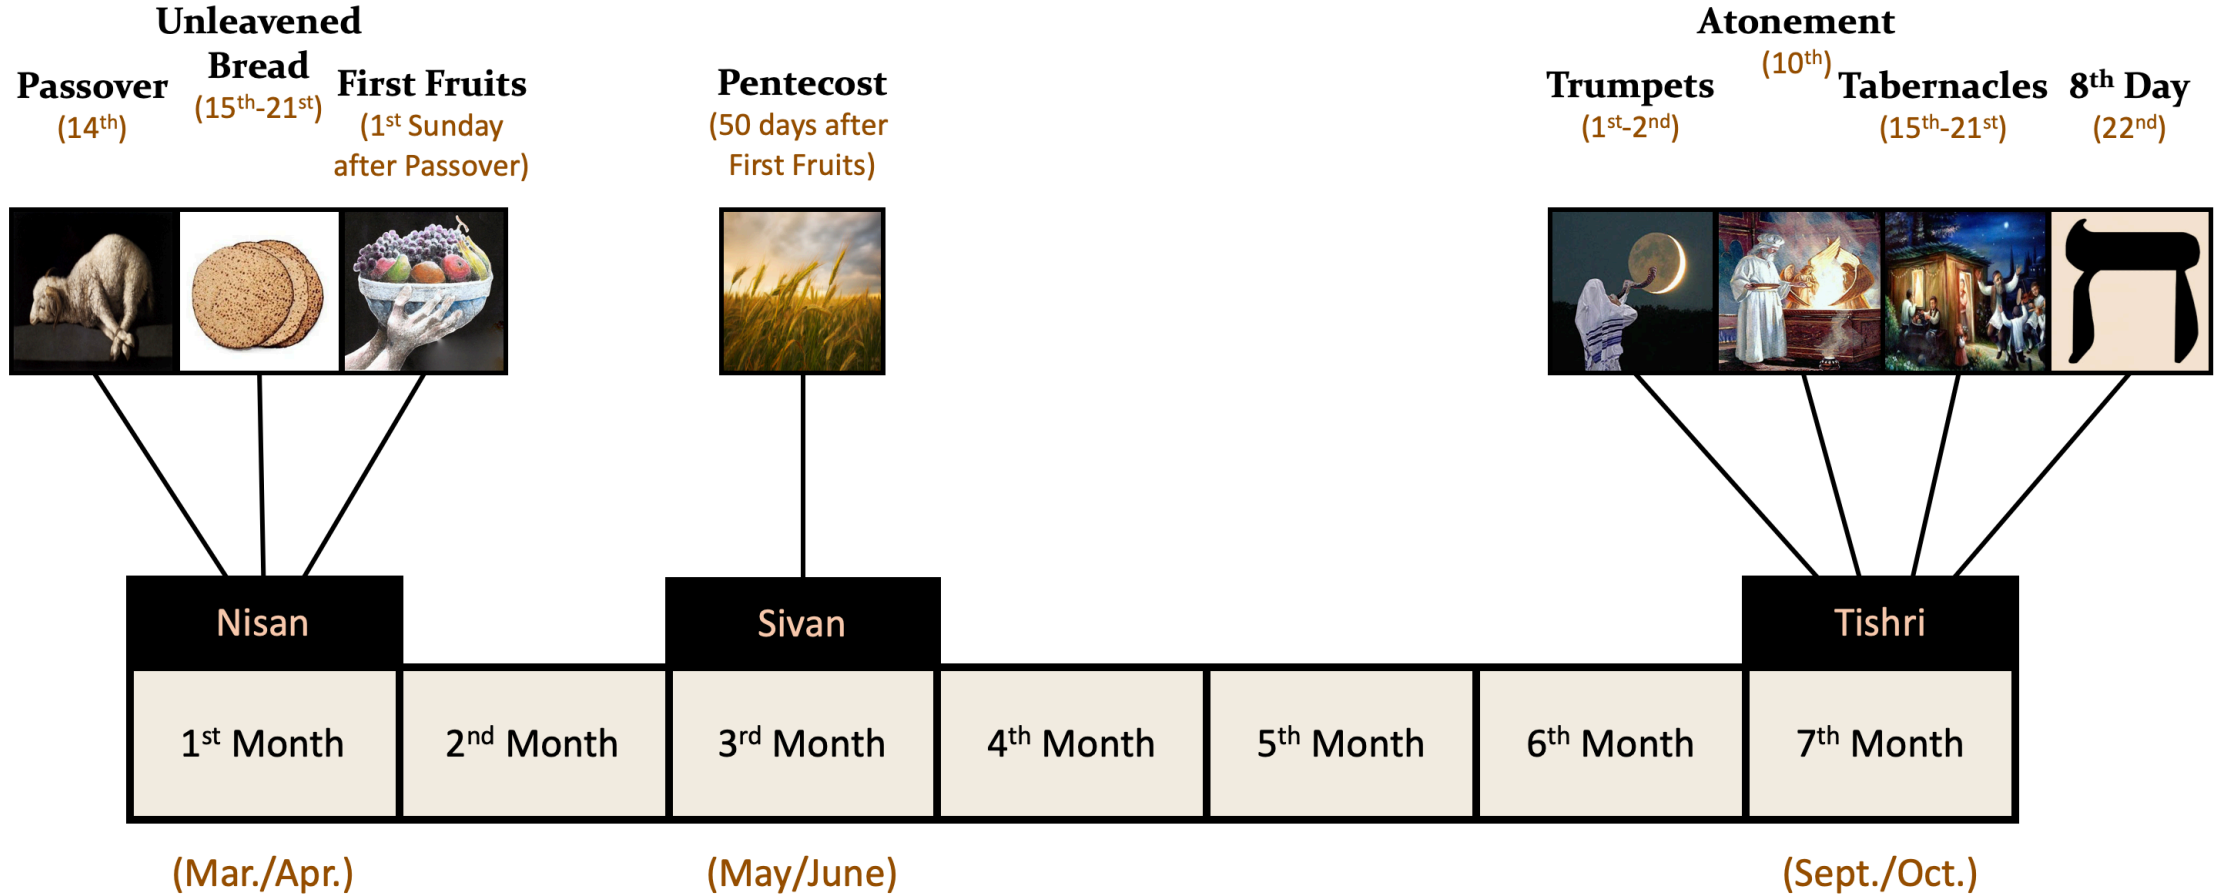 Passover
(14th)
Unleavened
Bread
(15th-21st)
First Fruits
(1st Sunday
after Passover)
Pentecost
(50 days after
First Fruits)
Trumpets
(1st-2nd)
Atonement
(10th)
Tabernacles
(15th-21st)
8th Day
(22nd)
ח
Nisan
Sivan
Tishri
1st Month
2nd Month
3rd Month
4th Month
5th Month
6th Month
7th Month
(Mar./Apr.)
(May/June)
(Sept./Oct.)